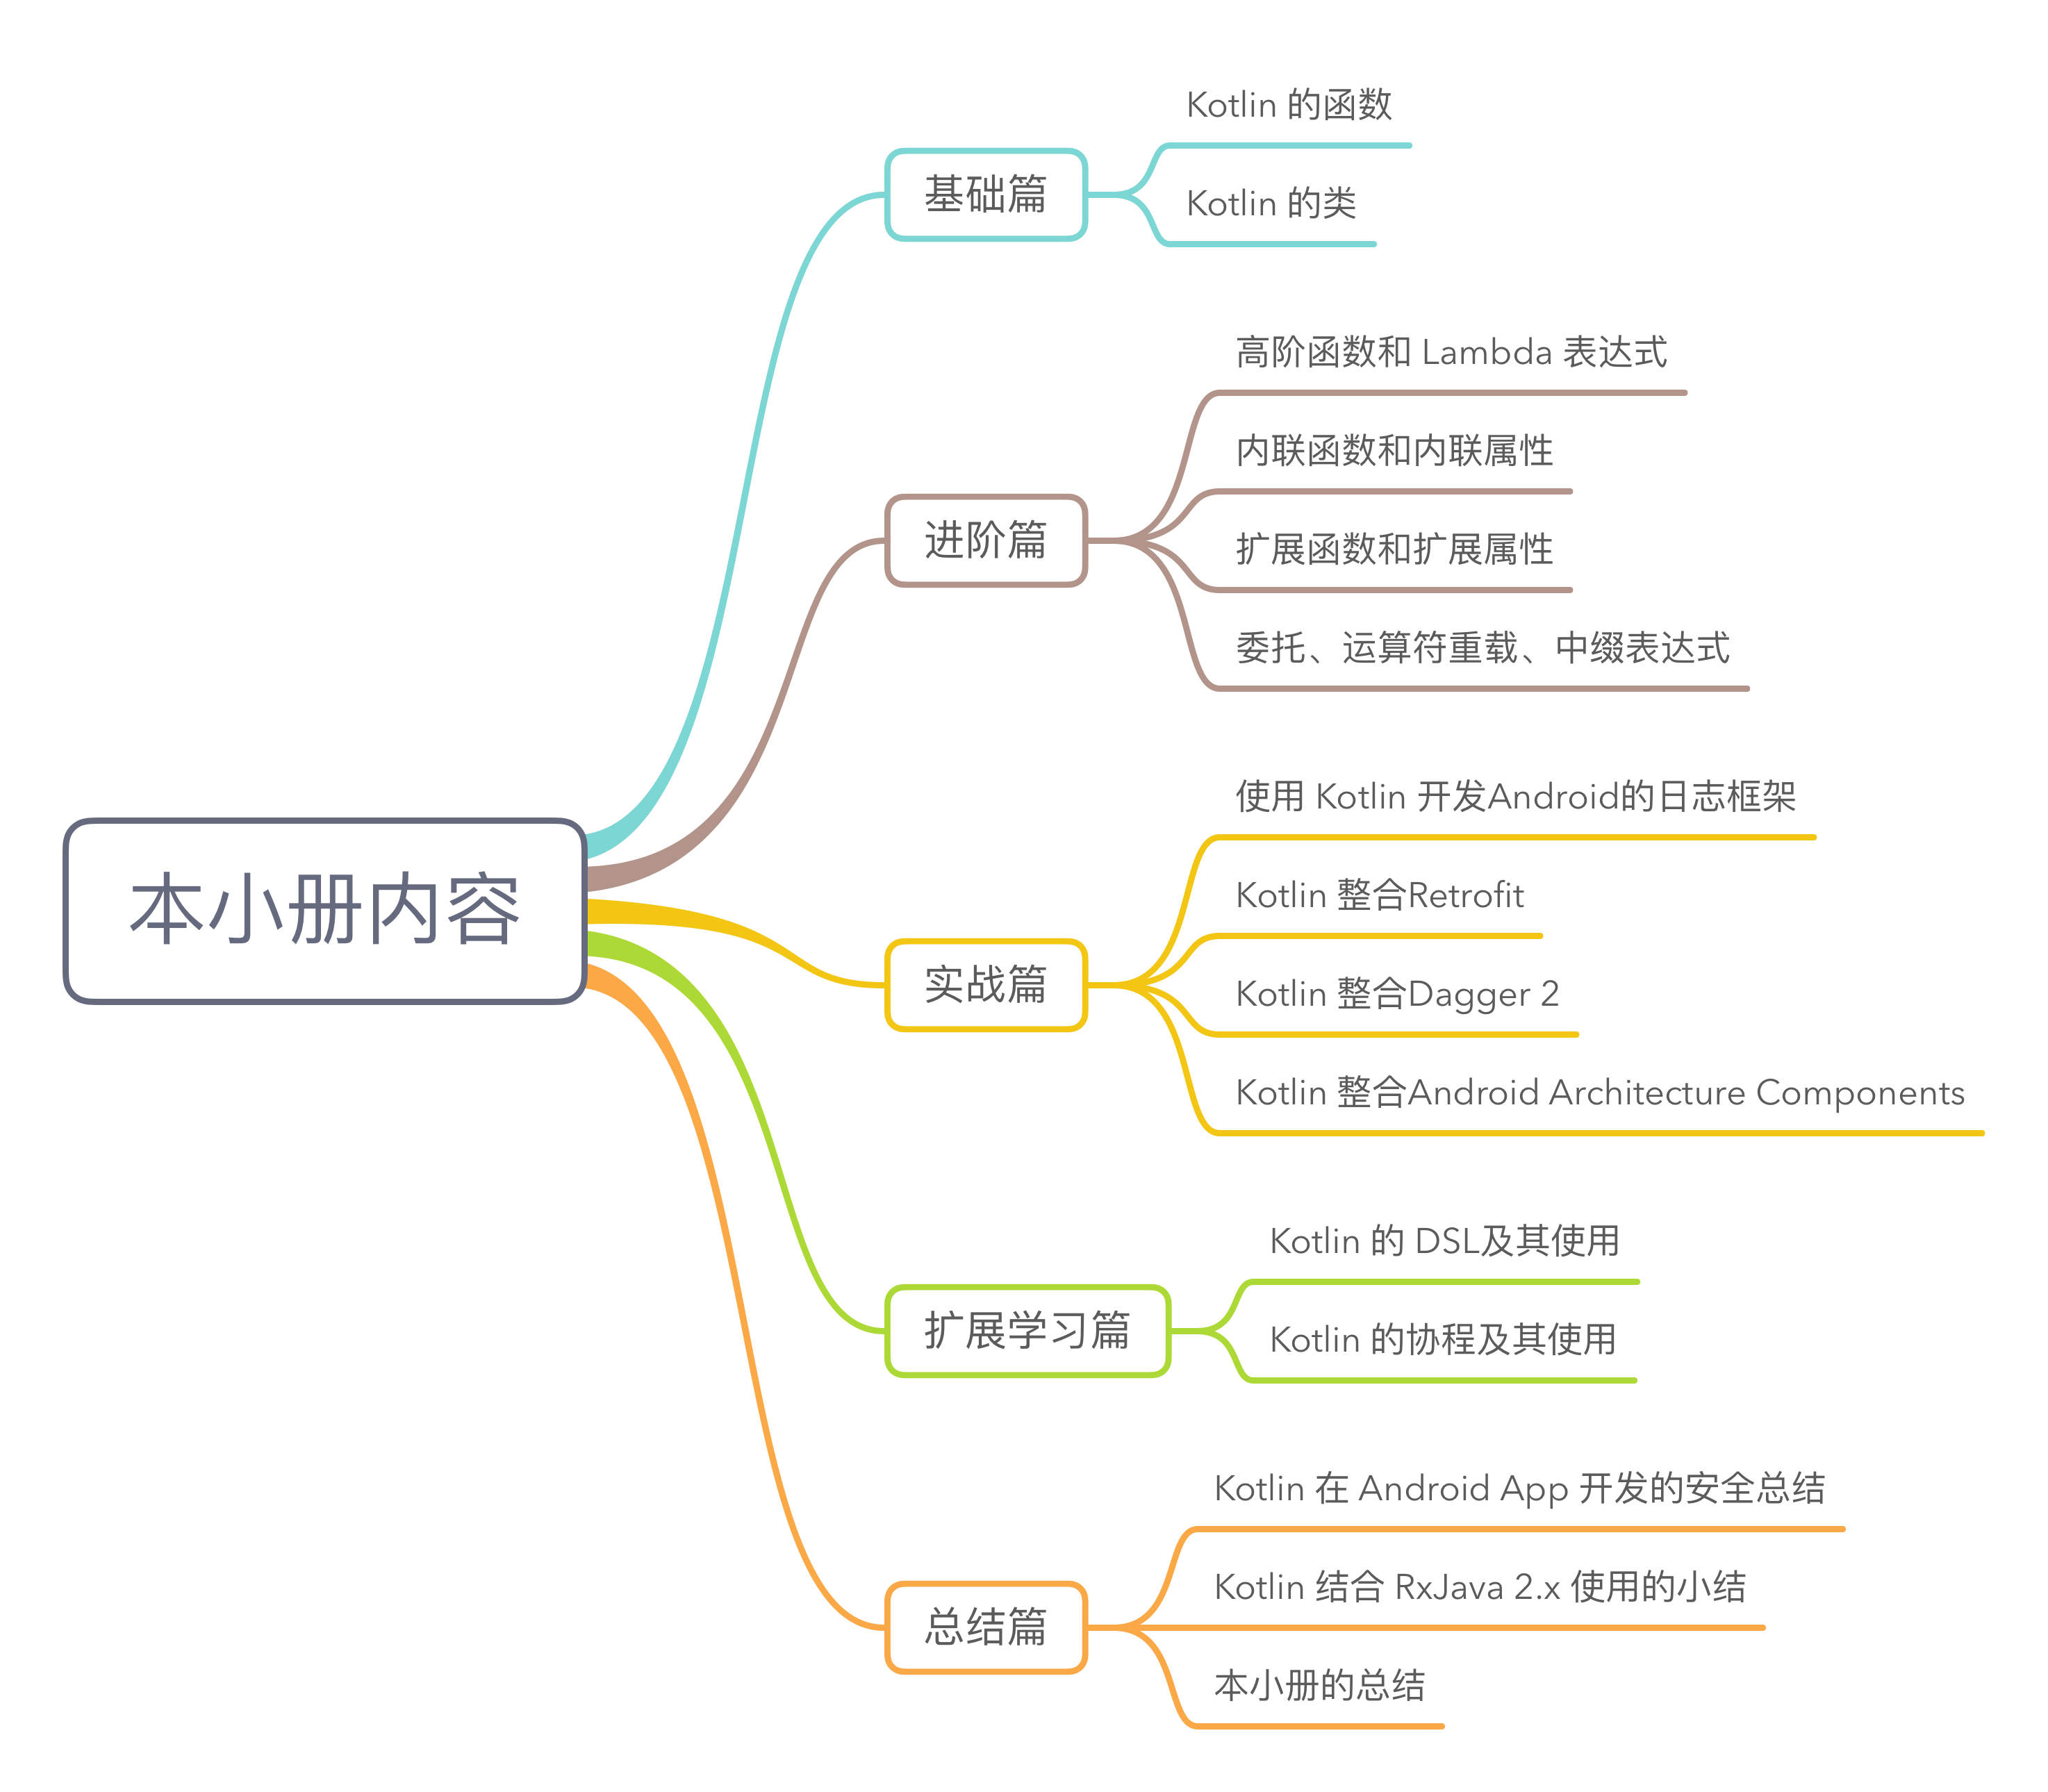 本小册内容
基础篇
Kotlin 的函数
Kotlin 的类
进阶篇
高阶函数和 Lambda 表达式
内联函数和内联属性
扩展函数和扩展属性
委托、运算符重载、中缀表达式
实战篇
使用 Kotlin 开发Android的日志框架
Kotlin 整合Retrofit
Kotlin 整合Dagger 2
Kotlin 整合Android Architecture Components
扩展学习篇
Kotlin 的 DSL及其使用
Kotlin 的协程及其使用
总结篇
Kotlin 在 Android App 开发的安全总结
Kotlin 结合 RxJava 2.x 使用的小结
本小册的总结